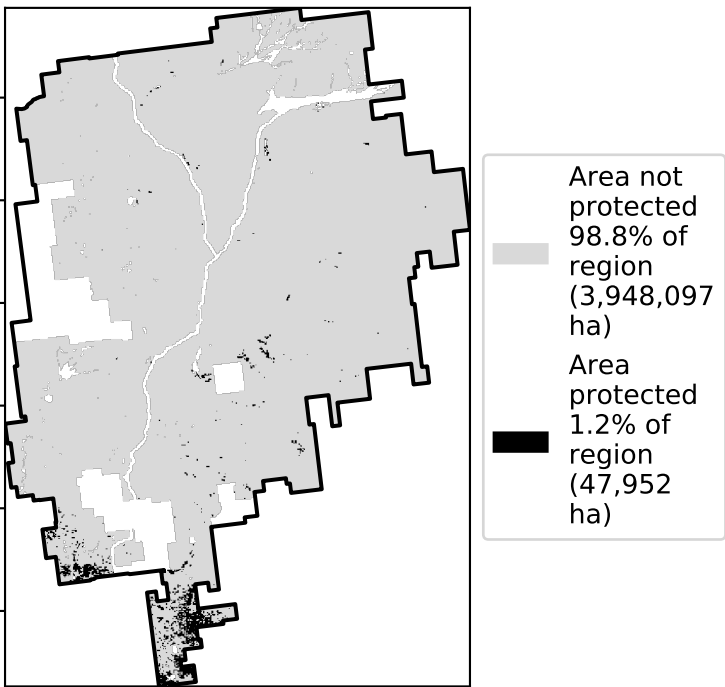 Area not
protected
98.8% of
region
(3,948,097
ha)
Area
protected
1.2% of
region
(47,952
ha)